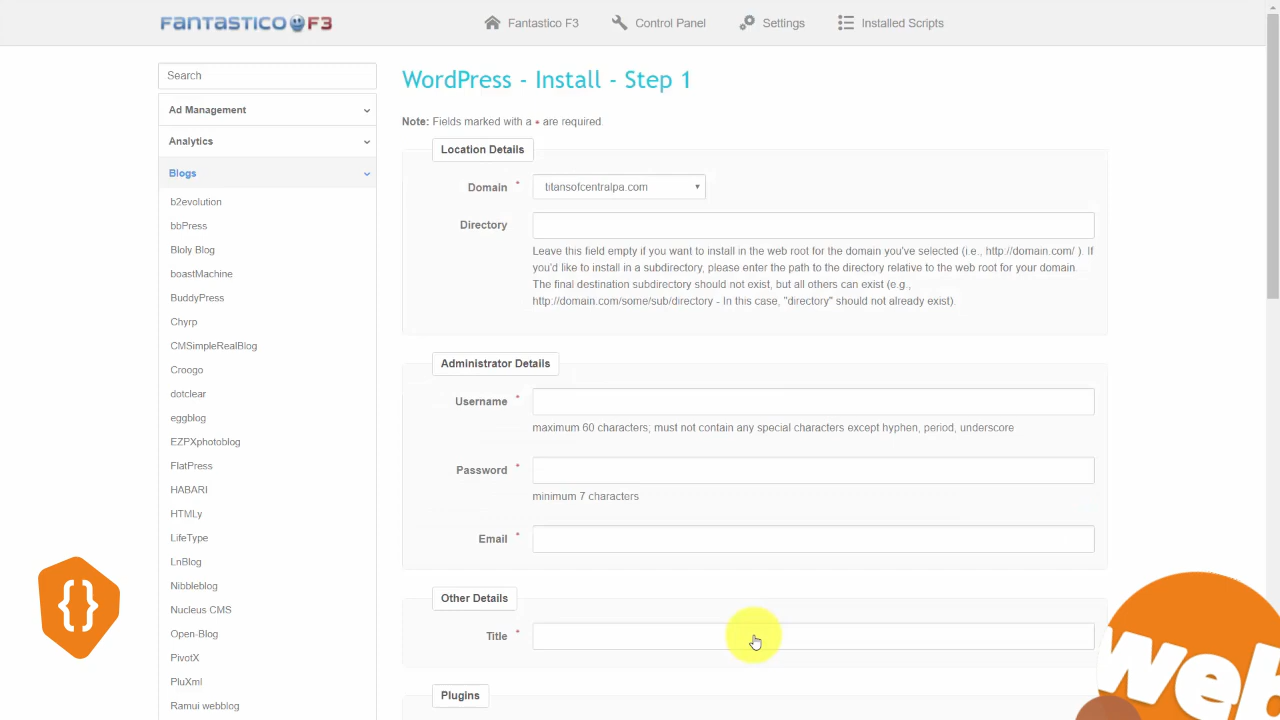 FANTASTICO F3
Fantastico F3
Control Panel
Settings
Installed Scripts
Search
Ad Management
Analytics
Blogs
b2evolution
bbPress
Bloly Blog
boastMachine
BuddyPress
Chyrp
CMSimpleRealBlog
Croogo
dotclear
eggblog
EZPXphotoblog
FlatPress
HABARI
HTMLy
LifeType
LnBlog
Nibbleblog
Nucleus CMS
Open-Blog
PivotX
PluXml
Ramui webblog
WordPress - Install - Step 1
Note: Fields marked with a * are required.
Location Details
Domain *
titansofcentralpa.com
Directory
Leave this field empty if you want to install in the web root for the domain you've selected (i.e., http://domain.com/ ). If
you'd like to install in a subdirectory, please enter the path to the directory relative to the web root for your domain.
The final destination subdirectory should not exist, but all others can exist (e.g.,
http://domain.com/some/sub/directory - In this case, "directory" should not already exist).
Administrator Details
Username *
maximum 60 characters; must not contain any special characters except hyphen, period, underscore
Password *
minimum 7 characters
Email *
Other Details
Title *
Plugins
{}
Web